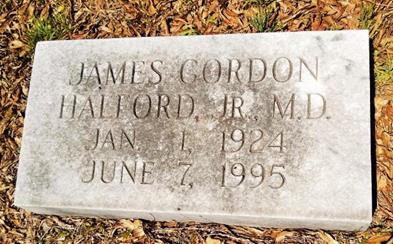 JAMES GORDON
HALFORD, JR., M.D.
JAN. 1, 1924
JUNE 7, 1995